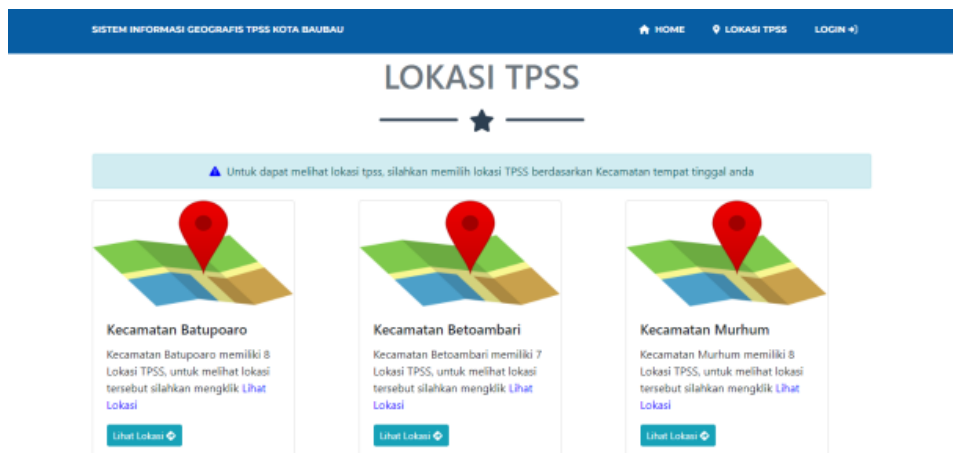 SISTEM INFORMASI GEOGRAFIS TPSS KOTA BAUBAU
HOME
LOKASI TPSS
LOGIN
LOKASI TPSS
Untuk dapat melihat lokasi tpss, silahkan memilih lokasi TPSS berdasarkan Kecamatan tempat tinggal anda
Kecamatan Batupoaro
Kecamatan Batupoaro memiliki 8
Lokasi TPSS, untuk melihat lokasi
tersebut silahkan mengklik Lihat
Lokasi
Lihat Lokasi
Kecamatan Betoambari
Kecamatan Betoambari memiliki 7
Lokasi TPSS, untuk melihat lokasi
tersebut silahkan mengklik Lihat
Lokasi
Lihat Lokasi
Kecamatan Murhum
Kecamatan Murhum memiliki 8
Lokasi TPSS, untuk melihat lokasi
tersebut silahkan mengklik Lihat
Lokasi
Lihat Lokasi